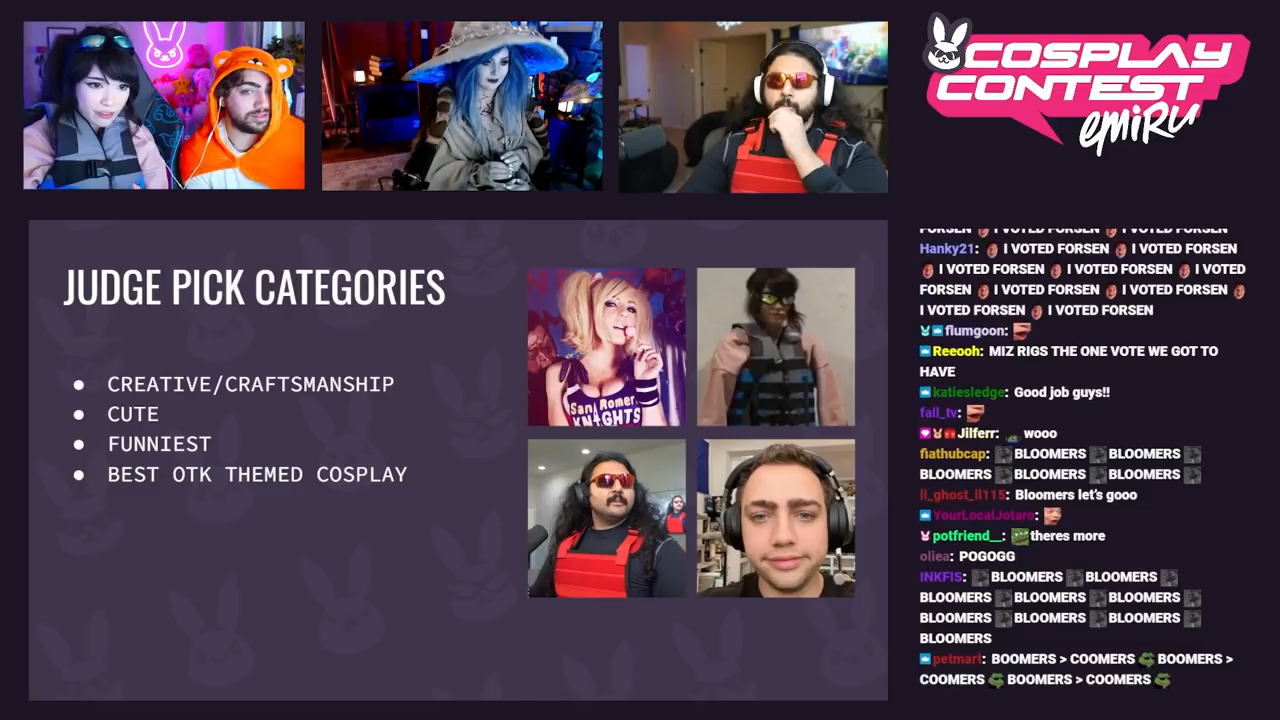 COSPLAY
CONTEST
emiru
JUDGE PICK CATEGORIES
● CREATIVE/CRAFTSMANSHIP
● CUTE
● FUNNIEST
● BEST OTK THEMED COSPLAY
San Romero
KNIGHTS
FORSEN I VOTED FORSEN I VOTED FORSEN
Hanky21: I VOTED FORSEN I VOTED FORSEN
I VOTED FORSEN I VOTED FORSEN I VOTED
FORSEN I VOTED FORSEN I VOTED FORSEN
I VOTED FORSEN I VOTED FORSEN
flumgoon:
Reeooh: MIZ RIGS THE ONE VOTE WE GOT TO
HAVE
katiesledge: Good job guys!!
fall_tv:
Jilferr: wooo
fiathubcap: BLOOMERS BLOOMERS
BLOOMERS BLOOMERS BLOOMERS
li_ghost_il115: Bloomers let's gooo
YourLocalJotaro:
potfriend__: theres more
oliea: POGOGG
INKFIS: BLOOMERS BLOOMERS
BLOOMERS BLOOMERS BLOOMERS
BLOOMERS BLOOMERS BLOOMERS
BLOOMERS
petmart: BOOMERS > COOMERS BOOMERS >
COOMERS BOOMERS > COOMERS